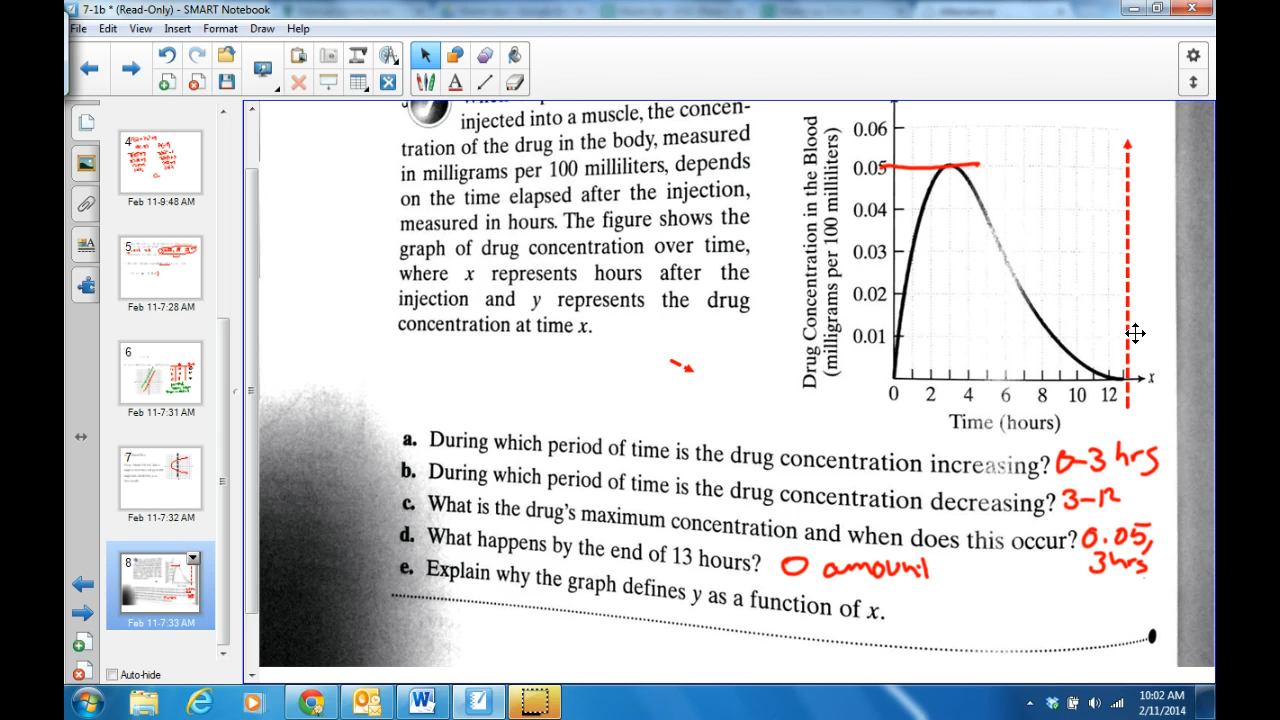 7-1b * (Read-Only) - SMART Notebook
File Edit View Insert Format Draw Help
4
Feb 11-9:48 AM
5
Feb 11-7:28 AM
6
Feb 11-7:31 AM
7
Feb 11-7:32 AM
8
Feb 11-7:33 AM
Auto-hide
injected into a muscle, the concen-
tration of the drug in the body, measured
in milligrams per 100 milliliters, depends
on the time elapsed after the injection,
measured in hours. The figure shows the
graph of drug concentration over time,
where x represents hours after the
injection and y represents the drug
concentration at time x.
Drug Concentration in the Blood
(milligrams per 100 milliliters)
0.06
0.05
0.04
0.03
0.02
0.01
0 2 4 6 8 10 12
x
Time (hours)
a. During which period of time is the drug concentration increasing? 0-3 hrs
b. During which period of time is the drug concentration decreasing? 3-12
c. What is the drug's maximum concentration and when does this occur? 0.05,
3hrs
d. What happens by the end of 13 hours? 0 amount
e. Explain why the graph defines y as a function of x.
10:02 AM
2/11/2014